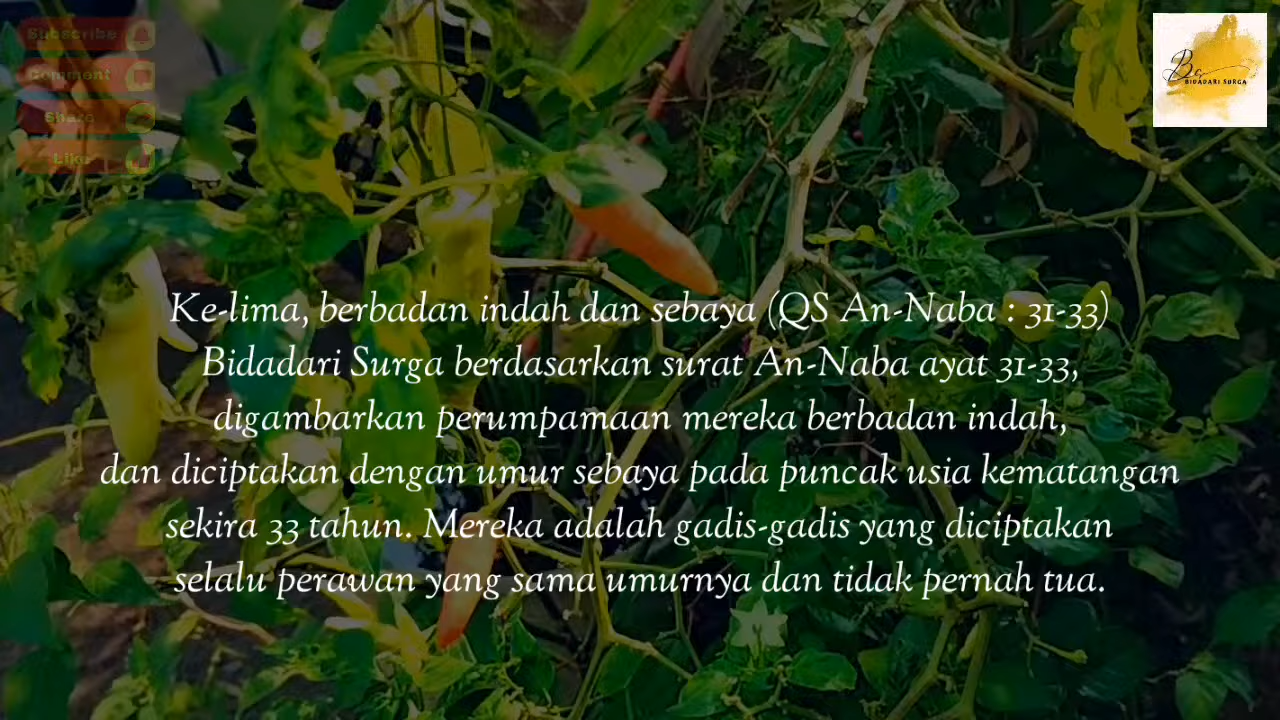 Subscribe
Comment
Share
Like
Bs
BIDADARI SURGA
Ke-lima, berbadan indah dan sebaya (QS An-Naba : 31-33)
Bidadari Surga berdasarkan surat An-Naba ayat 31-33,
digambarkan perumpamaan mereka berbadan indah,
dan diciptakan dengan umur sebaya pada puncak usia kematangan
sekira 33 tahun. Mereka adalah gadis-gadis yang diciptakan
selalu perawan yang sama umurnya dan tidak pernah tua.